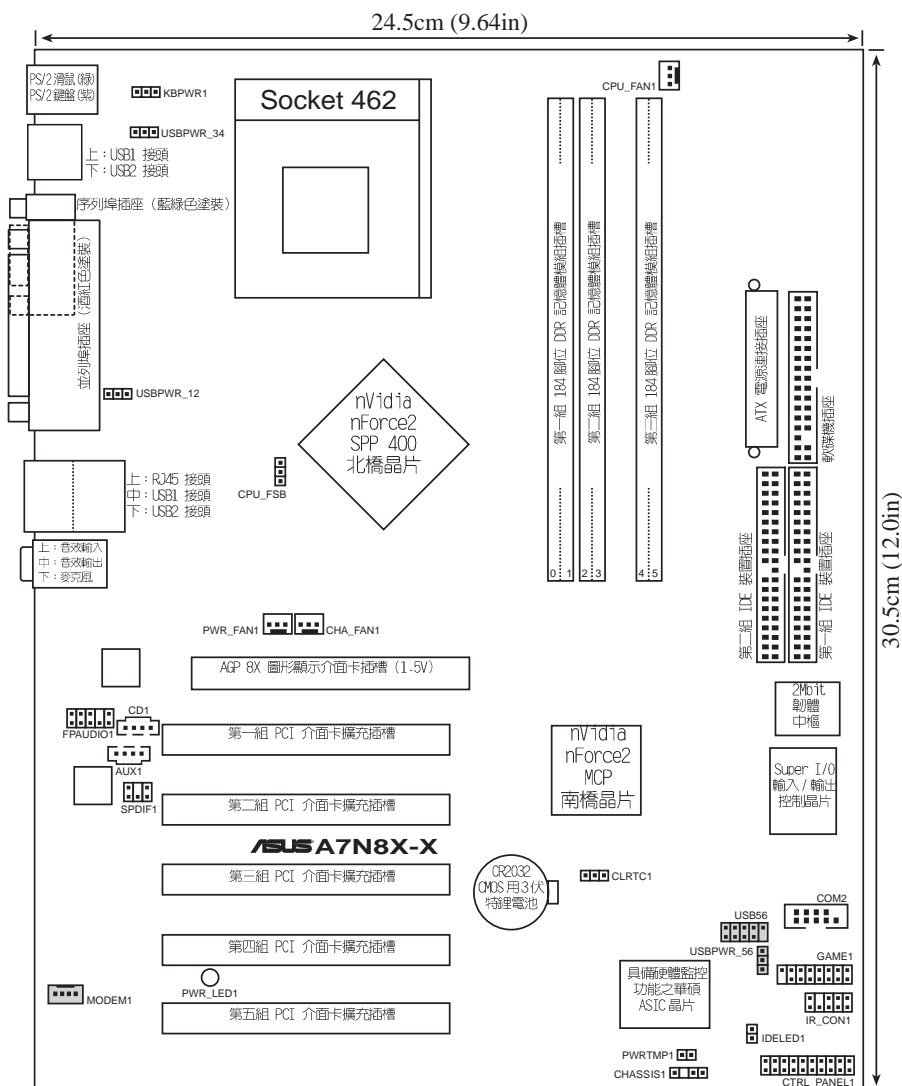 24.5cm (9.64in)
PS/2 滑鼠(綠)
PS/2 鍵盤(紫)
KBPWR1
Socket 462
CPU_FAN1
USBPWR_34
上：USB1 接頭
下：USB2 接頭
序列埠插座 (藍綠色塗裝)
並列埠插座 (酒紅色塗裝)
第一組 184 腳位 DDR 記憶體模組插槽
第二組 184 腳位 DDR 記憶體模組插槽
第三組 184 腳位 DDR 記憶體模組插槽
ATX 電源連接插座
軟碟機插座
USBPWR_12
nVidia
nForce2
SPP 400
北橋晶片
上：RJ45 接頭
中：USB1 接頭
下：USB2 接頭
CPU_FSB
30.5cm (12.0in)
上：音效輸入
中：音效輸出
下：麥克風
0 1
2 3
4 5
第二組 IDE 裝置插座
第一組 IDE 裝置插座
PWR_FAN1
CHA_FAN1
AGP 8X 圖形顯示介面卡插槽 (1.5V)
2Mbit
韌體
中樞
CD1
FPAUDIO1
第一組 PCI 介面卡擴充插槽
nVidia
nForce2
MCP
南橋晶片
AUX1
Super I/O
輸入/輸出
控制晶片
SPDIF1
第二組 PCI 介面卡擴充插槽
ASUS A7N8X-X
第三組 PCI 介面卡擴充插槽
CR2032
CMOS用3伏
特鋰電池
CLRTC1
COM2
USB56
第四組 PCI 介面卡擴充插槽
USBPWR_56
GAME1
PWR_LED1
具備硬體監控
功能之華碩
ASIC 晶片
MODEM1
第五組 PCI 介面卡擴充插槽
IR_CON1
IDELED1
PWRTMP1
CHASSIS1
CTRL_PANEL1